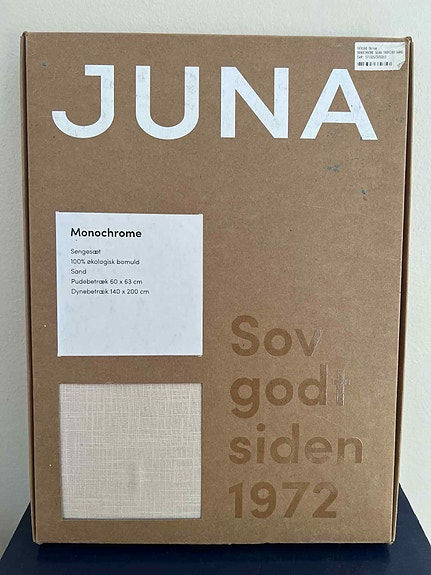 JUNA
Monochrome
Sengesæt
100% økologisk bomuld
Sand
Pudebetræk 60 x 63 cm
Dynebetræk 140 x 200 cm
Sov
godt
siden
1972